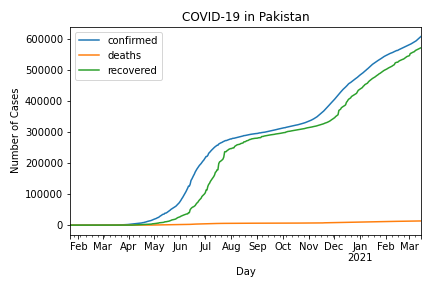 COVID-19 in Pakistan
confirmed
deaths
recovered
Number of Cases
600000
500000
400000
300000
200000
100000
0
Feb Mar Apr May Jun Jul Aug Sep Oct Nov Dec Jan Feb Mar
2021
Day